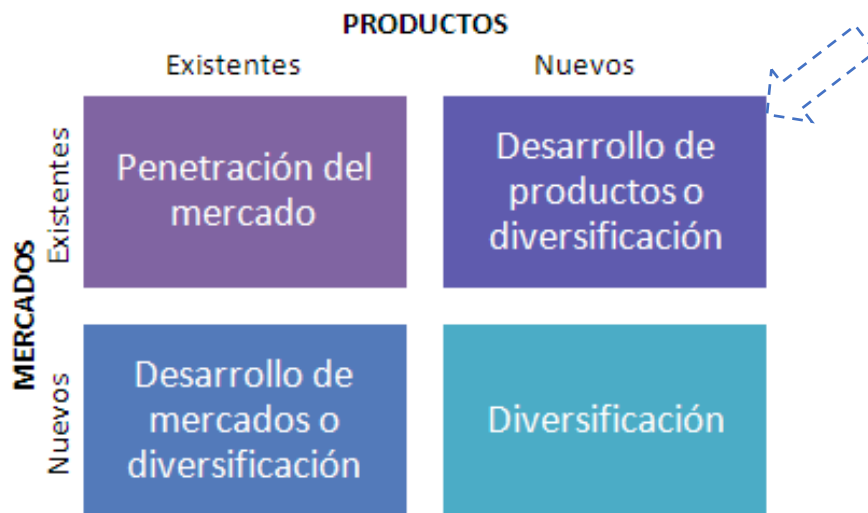 PRODUCTOS
Existentes
Nuevos
MERCADOS
Existentes
Penetración del
mercado
Desarrollo de
productos o
diversificación
Nuevos
Desarrollo de
mercados o
diversificación
Diversificación